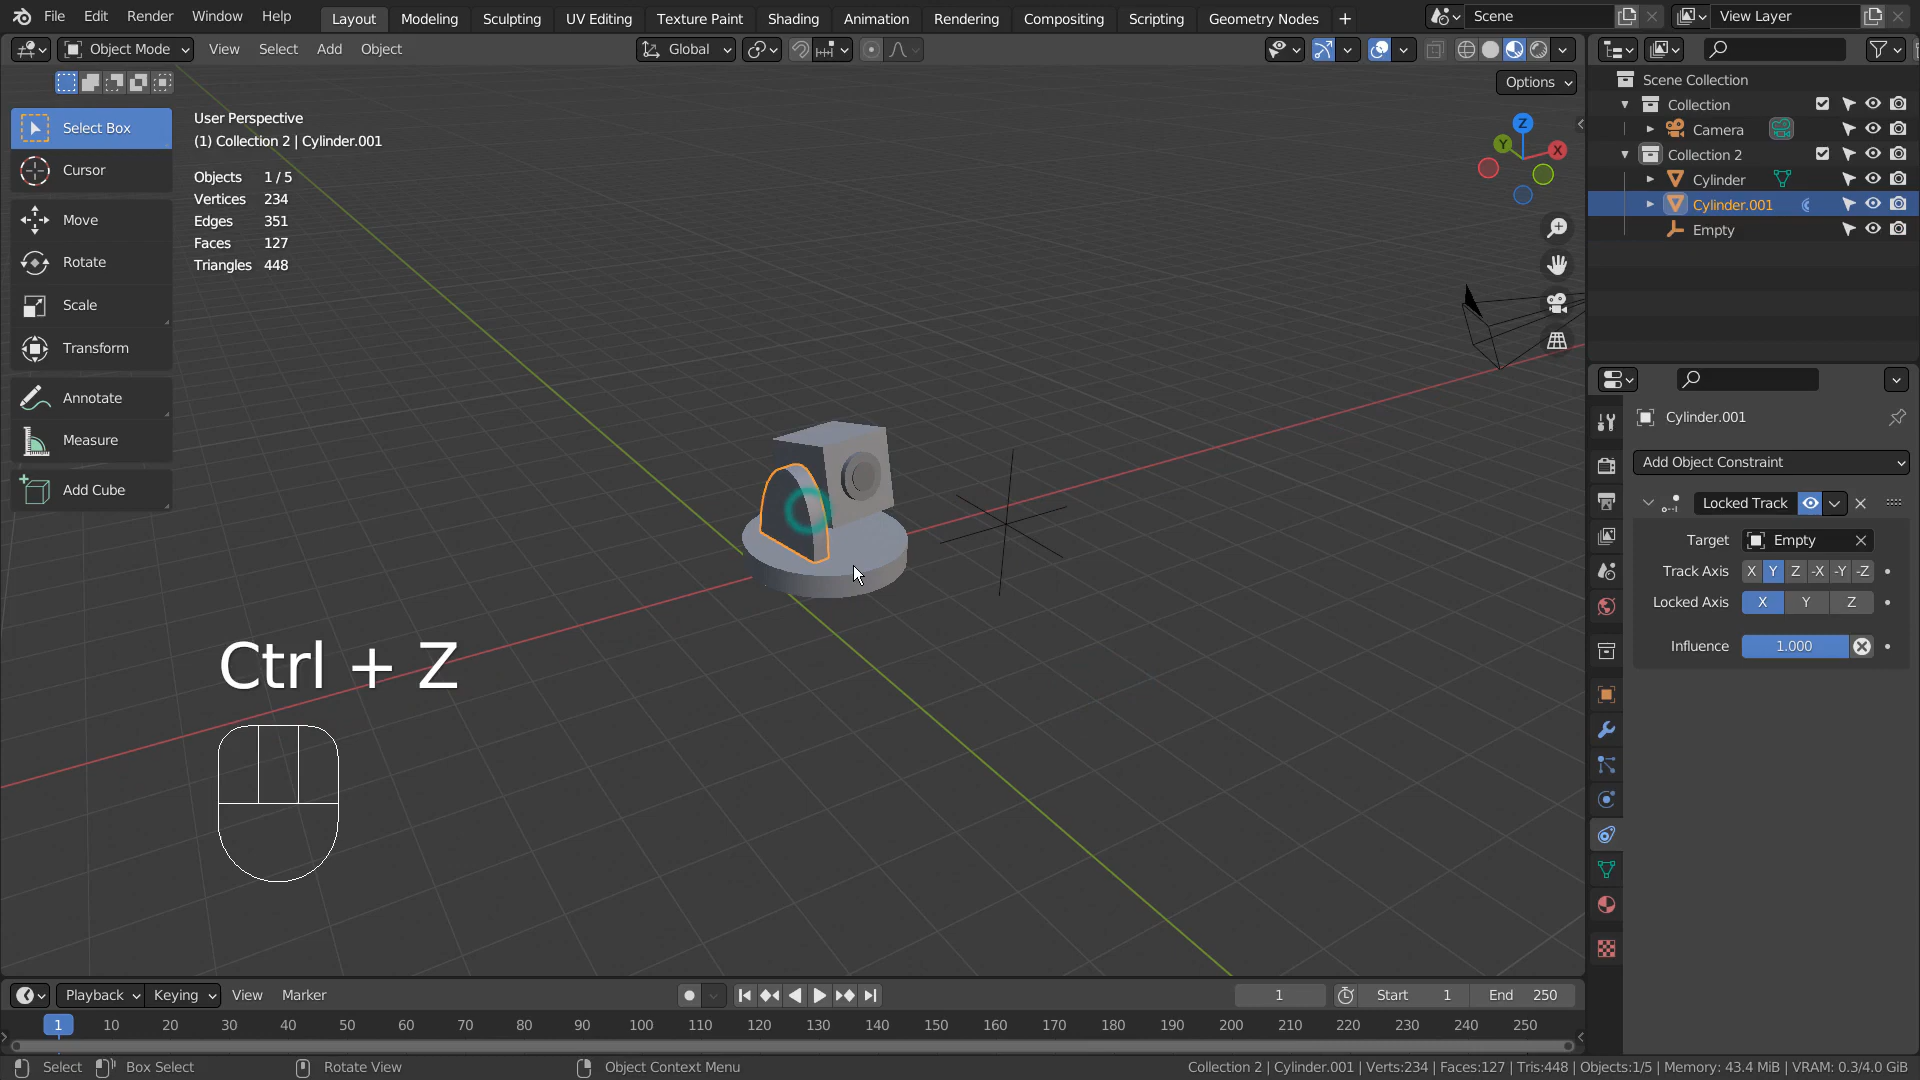 File Edit Render Window Help Layout Modeling Sculpting UV Editing Texture Paint Shading Animation Rendering Compositing Scripting Geometry Nodes + Scene View Layer
Object Mode View Select Add Object Global
Options
Select Box
Cursor
Move
Rotate
Scale
Transform
Annotate
Measure
Add Cube
User Perspective
(1) Collection 2 | Cylinder.001
Objects 1 / 5
Vertices 234
Edges 351
Faces 127
Triangles 448
Z
Y
X
Ctrl + Z
Scene Collection
Collection
Camera
Collection 2
Cylinder
Cylinder.001
Empty
Cylinder.001
Add Object Constraint
Locked Track
Target Empty
Track Axis X Y Z -X -Y -Z
Locked Axis X Y Z
Influence 1.000
Playback Keying View Marker 1 Start 1 End 250
1 10 20 30 40 50 60 70 80 90 100 110 120 130 140 150 160 170 180 190 200 210 220 230 240 250
Select Box Select Rotate View Object Context Menu Collection 2 | Cylinder.001 | Verts:234 | Faces:127 | Tris:448 | Objects:1/5 | Memory: 43.4 MiB | VRAM: 0.3/4.0 GiB